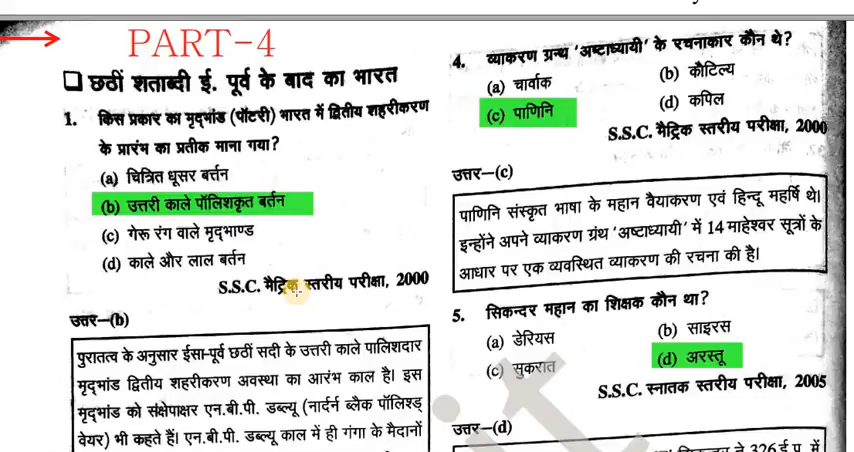 PART-4
छठीं शताब्दी ई. पूर्व के बाद का भारत
1. किस प्रकार का मृद्भांड (पॉटरी) भारत में द्वितीय शहरीकरण
के प्रारंभ का प्रतीक माना गया?
(a) चित्रित धूसर बर्त्तन
(b) उत्तरी काले पॉलिशकृत बर्तन
(c) गेरू रंग वाले मृद्भाण्ड
(d) काले और लाल बर्तन
S.S.C. मैट्रिक स्तरीय परीक्षा, 2000
उत्तर—(b)
पुरातत्व के अनुसार ईसा-पूर्व छठीं सदी के उत्तरी काले पालिशदार
मृद्भांड द्वितीय शहरीकरण अवस्था का आरंभ काल है। इस
मृद्भांड को संक्षेपाक्षर एन.बी.पी. डब्ल्यू (नार्दर्न ब्लैक पॉलिश्ड्
वेयर) भी कहते हैं। एन.बी.पी. डब्ल्यू काल में ही गंगा के मैदानों
4. व्याकरण ग्रन्थ 'अष्टाध्यायी' के रचनाकार कौन थे?
(a) चार्वाक
(b) कौटिल्य
(c) पाणिनि
(d) कपिल
S.S.C. मैट्रिक स्तरीय परीक्षा, 2000
उत्तर—(c)
पाणिनि संस्कृत भाषा के महान वैयाकरण एवं हिन्दू महर्षि थे।
इन्होंने अपने व्याकरण ग्रंथ 'अष्टाध्यायी' में 14 माहेश्वर सूत्रों के
आधार पर एक व्यवस्थित व्याकरण की रचना की है।
5. सिकन्दर महान का शिक्षक कौन था?
(a) डेरियस
(b) साइरस
(c) सुकरात
(d) अरस्तू
S.S.C. स्नातक स्तरीय परीक्षा, 2005
उत्तर—(d)
ने 326 ई.पू. में